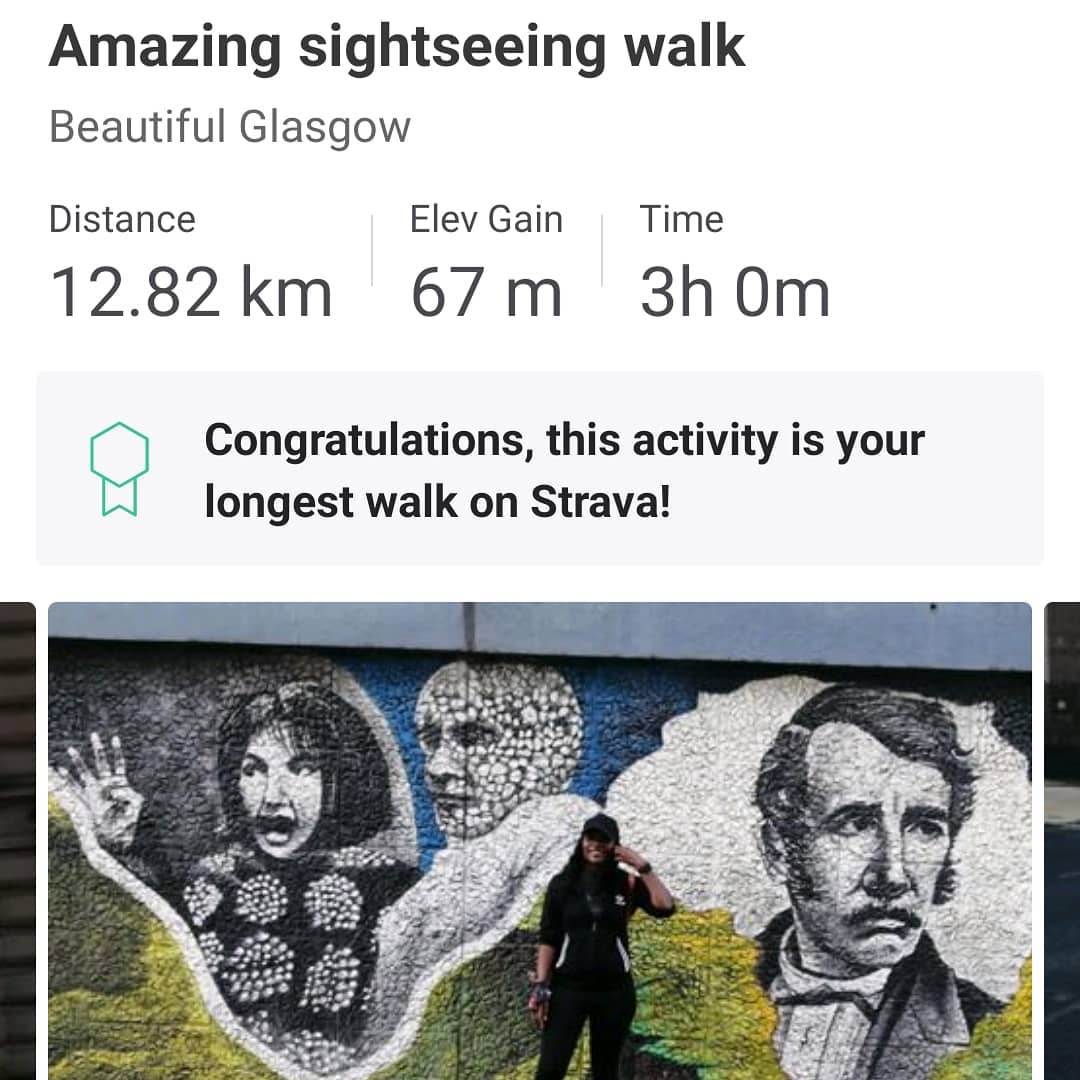 Amazing sightseeing walk
Beautiful Glasgow
Distance Elev Gain Time
12.82 km 67 m 3h 0m
Congratulations, this activity is your
longest walk on Strava!